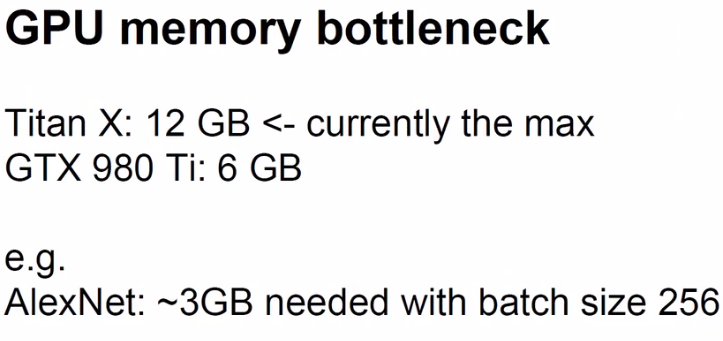 GPU memory bottleneck
Titan X: 12 GB <- currently the max
GTX 980 Ti: 6 GB
e.g.
AlexNet: ~3GB needed with batch size 256